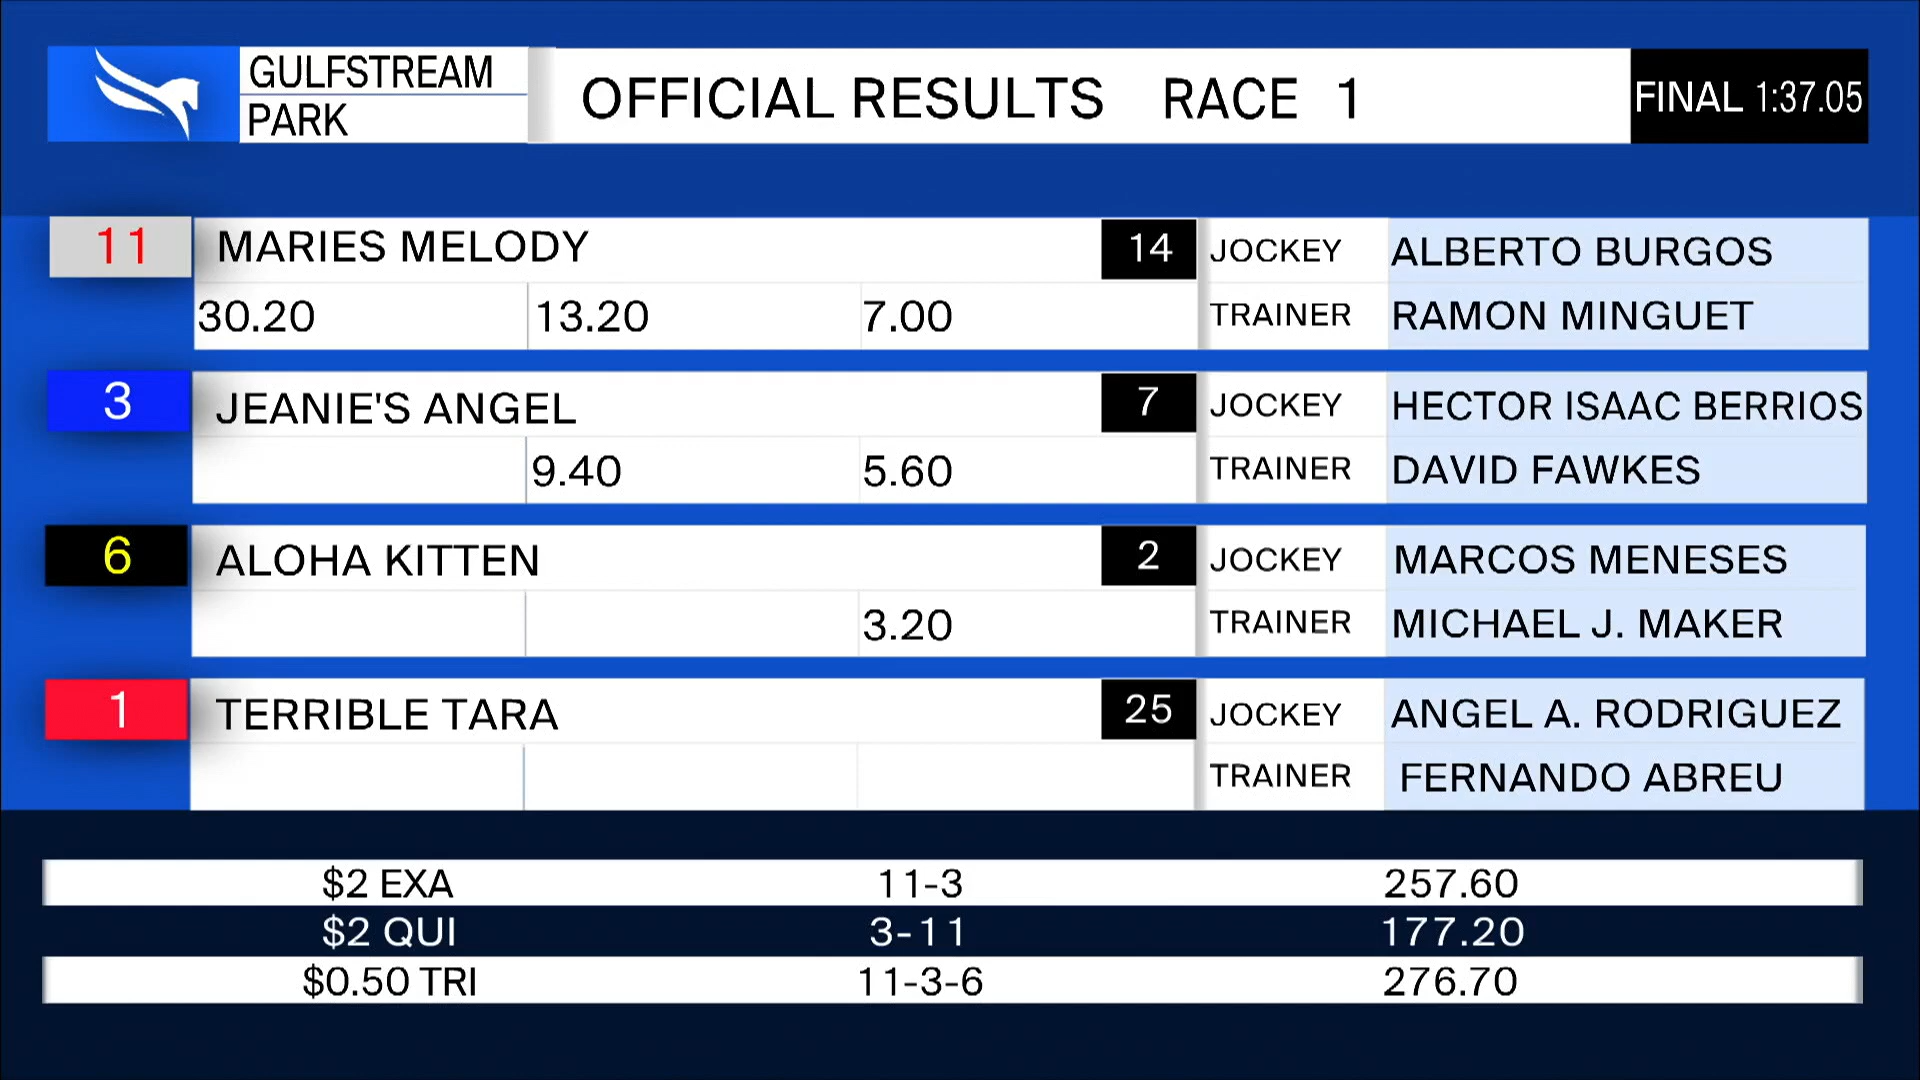 GULFSTREAM
PARK
OFFICIAL RESULTS RACE 1
FINAL 1:37.05
11 MARIES MELODY 14 JOCKEY ALBERTO BURGOS
30.20 13.20 7.00 TRAINER RAMON MINGUET
3 JEANIE'S ANGEL 7 JOCKEY HECTOR ISAAC BERRIOS
9.40 5.60 TRAINER DAVID FAWKES
6 ALOHA KITTEN 2 JOCKEY MARCOS MENESES
3.20 TRAINER MICHAEL J. MAKER
1 TERRIBLE TARA 25 JOCKEY ANGEL A. RODRIGUEZ
TRAINER FERNANDO ABREU
$2 EXA 11-3 257.60
$2 QUI 3-11 177.20
$0.50 TRI 11-3-6 276.70